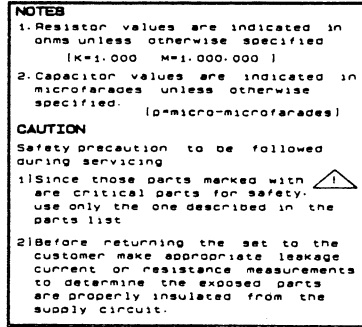 NOTES
1. Resistor values are indicated in
ohms unless otherwise specified
[K=1.000 M=1.000.000 ]
2. Capacitor values are indicated in
microfarades unless otherwise
specified.
[p=micro-microfarades]
CAUTION
Safety precaution to be followed
during servicing
1]Since those parts marked with !
are critical parts for safety.
use only the one described in the
parts list
2]Before returning the set to the
customer make appropriate leakage
current or resistance measurements
to determine the exposed parts
are properly insulated from the
supply circuit.